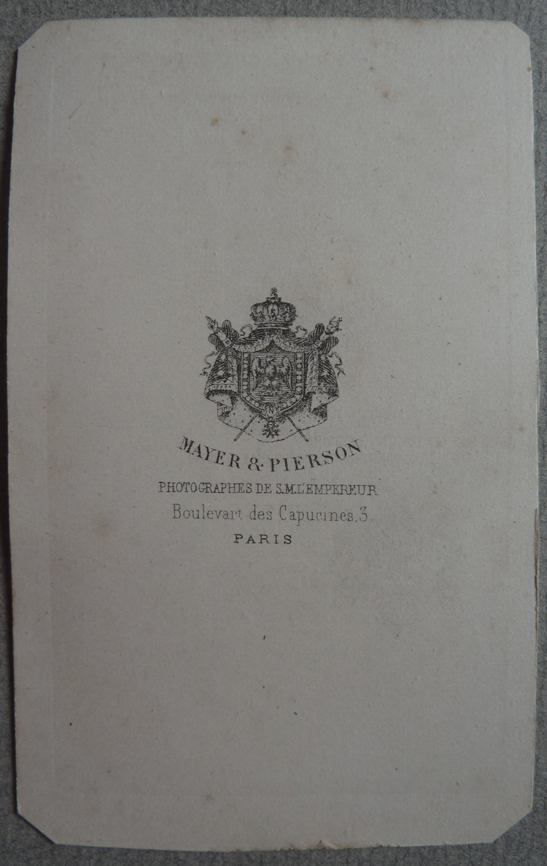 MAYER & PIERSON
PHOTOGRAPHES DE S.M.L'EMPEREUR
Boulevart des Capucines, 3.
PARIS